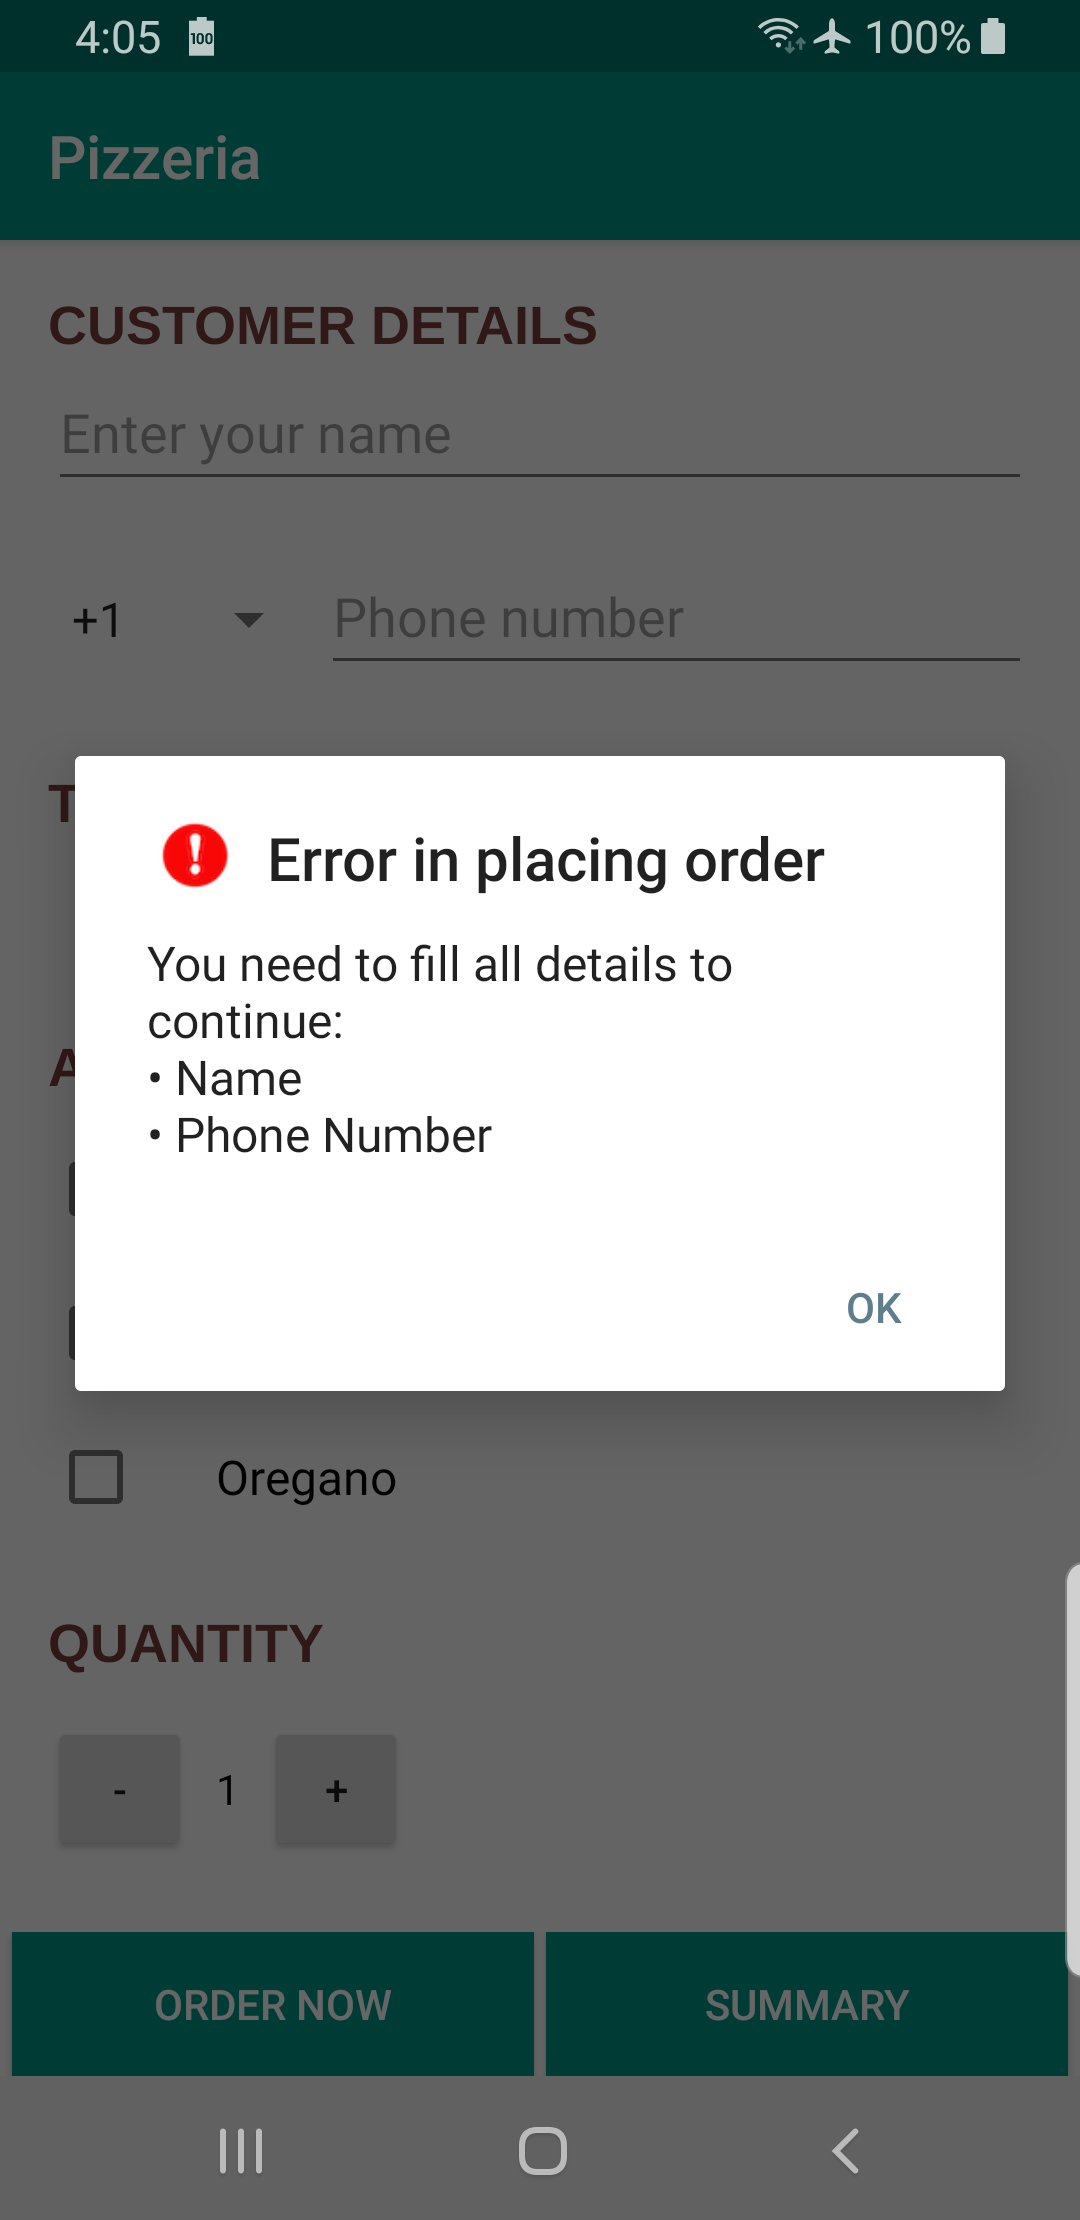 4:05 100 100%
Pizzeria
CUSTOMER DETAILS
Enter your name
+1 Phone number
T
Error in placing order
You need to fill all details to
continue:
• Name
• Phone Number
A
OK
Oregano
QUANTITY
- 1 +
ORDER NOW SUMMARY